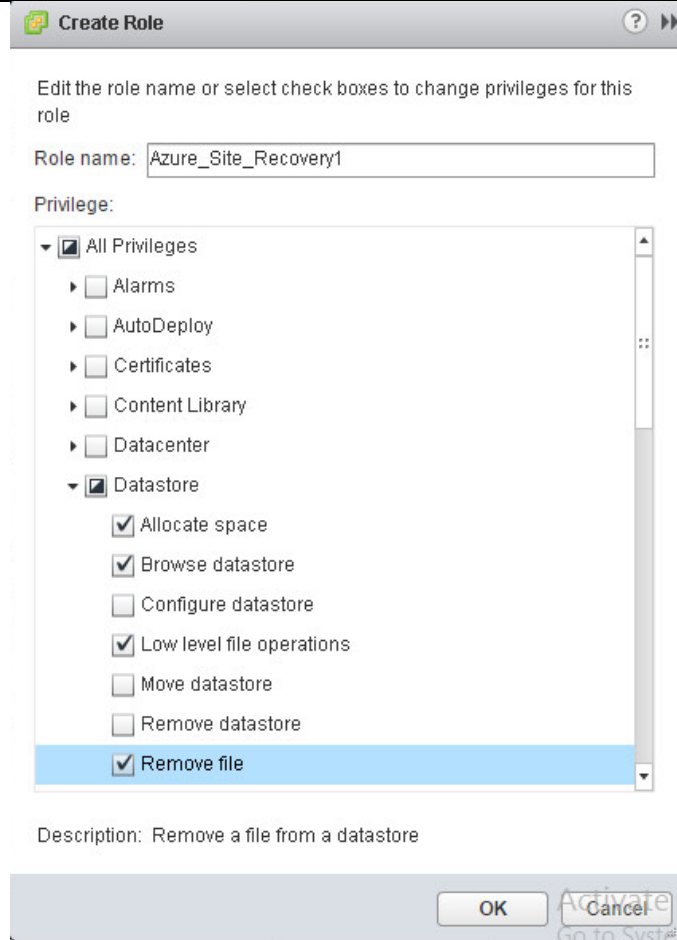 Create Role
Edit the role name or select check boxes to change privileges for this
role
Role name: Azure_Site_Recovery1
Privilege:
All Privileges
Alarms
AutoDeploy
Certificates
Content Library
Datacenter
Datastore
Allocate space
Browse datastore
Configure datastore
Low level file operations
Move datastore
Remove datastore
Remove file
Description: Remove a file from a datastore
OK Cancel
Activate
Go to